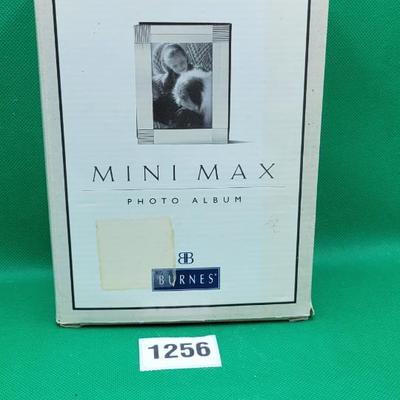 MINI MAX
PHOTO ALBUM
BB
BURNES
1256